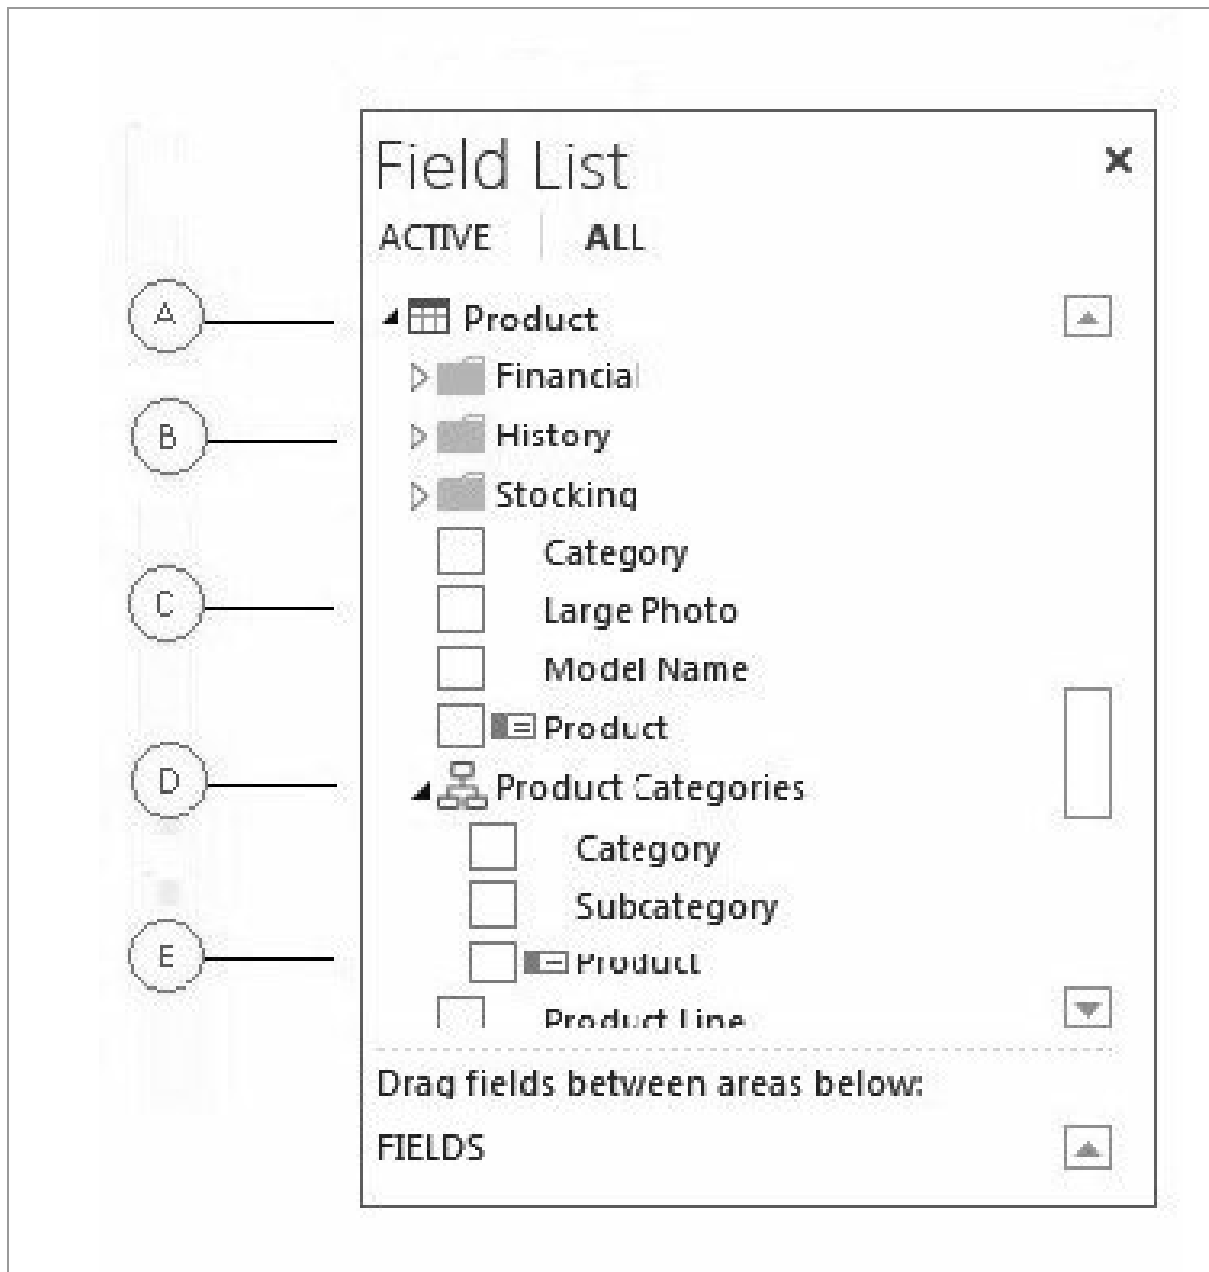 Field List
ACTIVE ALL
A Product
Financial
B History
Stocking
Category
C Large Photo
Model Name
Product
D Product Categories
Category
Subcategory
E Product
Product Line
Drag fields between areas below:
FIELDS